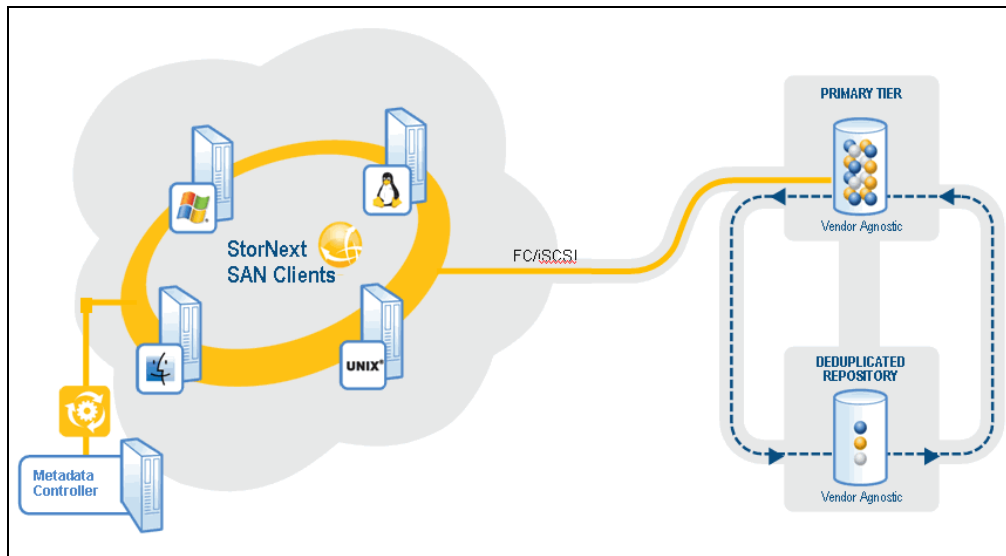 StorNext
SAN Clients
UNIX®
Metadata
Controller
FC/iSCSI
PRIMARY TIER
Vendor Agnostic
DEDUPLICATED
REPOSITORY
Vendor Agnostic